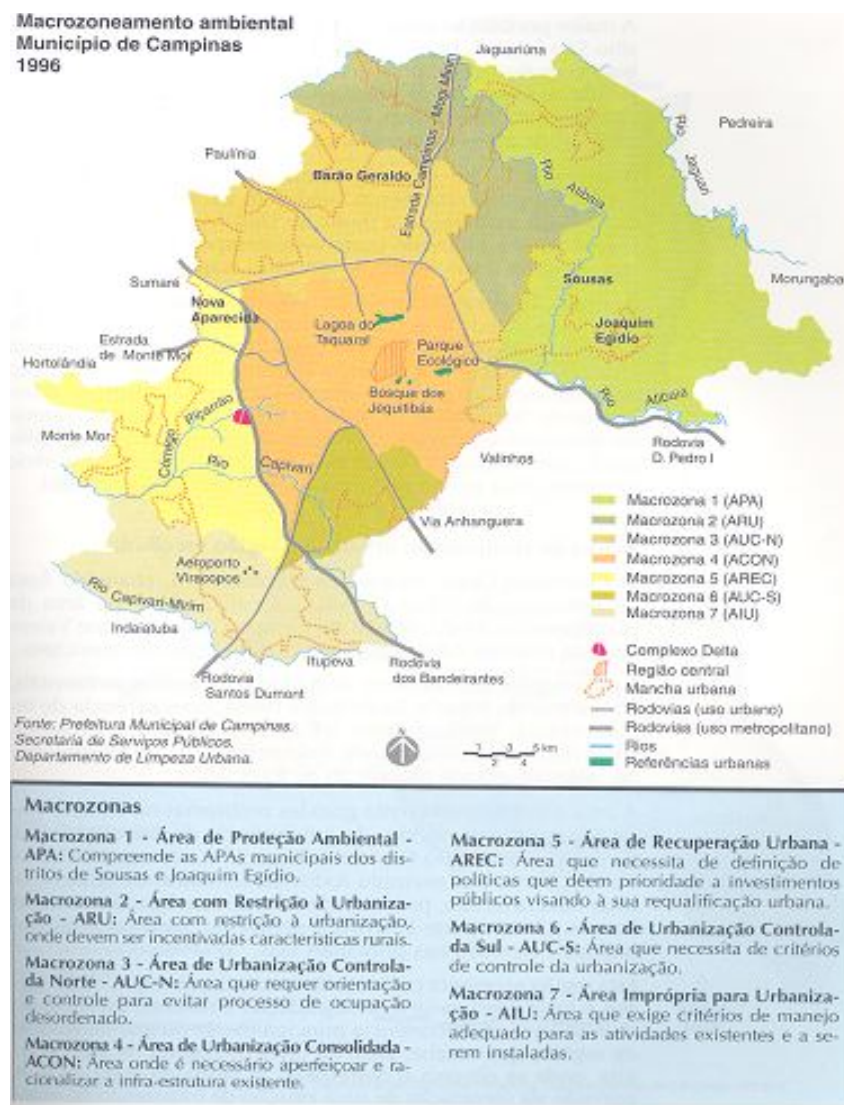 Macrozoneamento ambiental
Município de Campinas
1996
Jaguariúna
Pedreira
Rio Jaguari
Estrada Campinas - Mogi Mirim
Paulínia
Barão Geraldo
Rio Atibaia
Sumaré
Morungaba
Sousas
Nova
Aparecida
Lagoa do
Taquaral
Joaquim
Egídio
Estrada
de Monte Mor
Parque
Ecológico
Hortolândia
Bosque dos
Jequitibás
Rio Atibaia
Córrego Piçarrão
Monte Mor
Rodovia
D. Pedro I
Rio Capivari
Valinhos
Via Anhanguera
Aeroporto
Viracopos
Rio Capivari-Mirim
Indaiatuba
Itupeva
Rodovia
Santos Dumont
Rodovia
dos Bandeirantes
Macrozona 1 (APA)
Macrozona 2 (ARU)
Macrozona 3 (AUC-N)
Macrozona 4 (ACON)
Macrozona 5 (AREC)
Macrozona 6 (AUC-S)
Macrozona 7 (AIU)
Complexo Delta
Região central
Mancha urbana
Rodovias (uso urbano)
Rodovias (uso metropolitano)
Rios
Referências urbanas
Fonte: Prefeitura Municipal de Campinas.
Secretaria de Serviços Públicos.
Departamento de Limpeza Urbana.
N
1 3 5 km
2 4
Macrozonas
Macrozona 1 - Área de Proteção Ambiental -
APA: Compreende as APAs municipais dos dis-
tritos de Sousas e Joaquim Egídio.
Macrozona 2 - Área com Restrição à Urbaniza-
ção - ARU: Área com restrição à urbanização,
onde devem ser incentivadas características rurais.
Macrozona 3 - Área de Urbanização Controla-
da Norte - AUC-N: Área que requer orientação
e controle para evitar processo de ocupação
desordenado.
Macrozona 4 - Área de Urbanização Consolidada -
ACON: Área onde é necessário aperfeiçoar e ra-
cionalizar a infra-estrutura existente.
Macrozona 5 - Área de Recuperação Urbana -
AREC: Área que necessita de definição de
políticas que dêem prioridade a investimentos
públicos visando à sua requalificação urbana.
Macrozona 6 - Área de Urbanização Controla-
da Sul - AUC-S: Área que necessita de critérios
de controle da urbanização.
Macrozona 7 - Área Imprópria para Urbaniza-
ção - AIU: Área que exige critérios de manejo
adequado para as atividades existentes e a se-
rem instaladas.